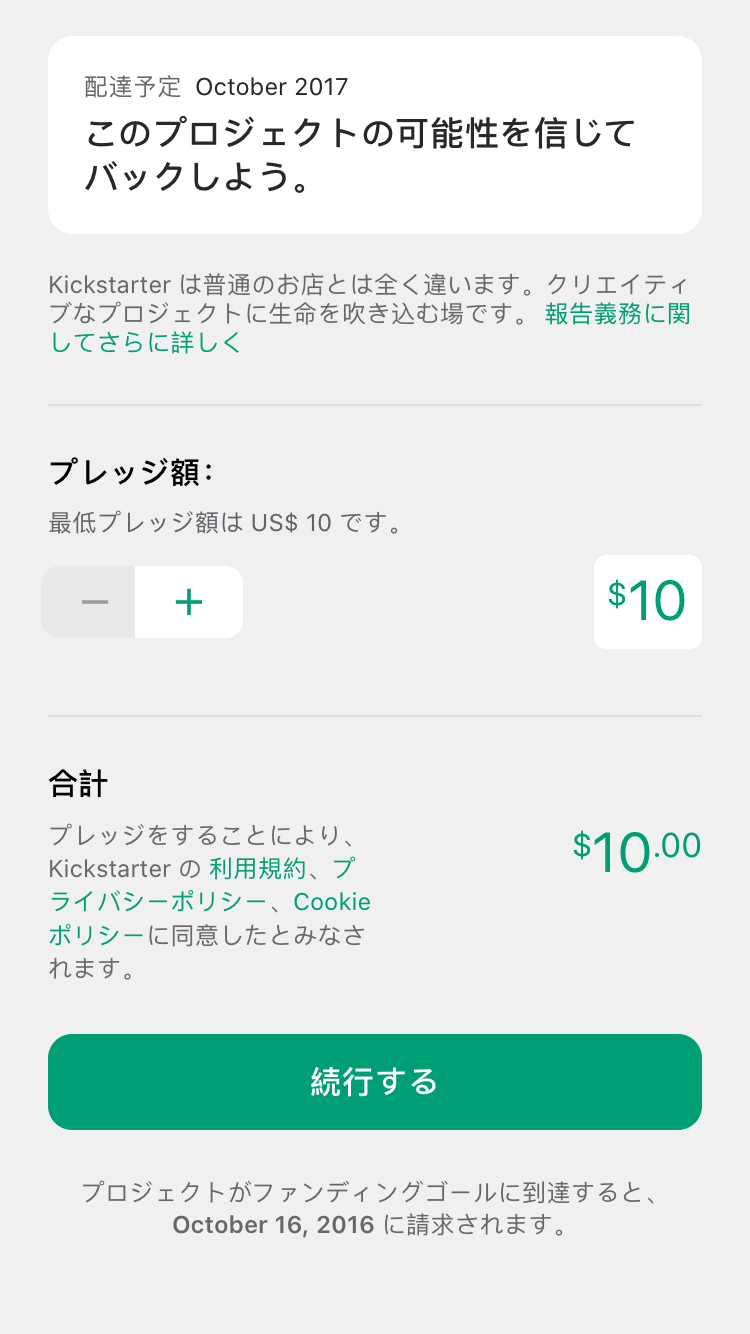 配達予定 October 2017
このプロジェクトの可能性を信じて
バックしよう。
Kickstarter は普通のお店とは全く違います。クリエイティ
ブなプロジェクトに生命を吹き込む場です。 報告義務に関
してさらに詳しく
プレッジ額:
最低プレッジ額は US$ 10 です。
− +
$10
合計
$10.00
プレッジをすることにより、
Kickstarter の 利用規約、プ
ライバシーポリシー、Cookie
ポリシーに同意したとみなさ
れます。
続行する
プロジェクトがファンディングゴールに到達すると、
October 16, 2016 に請求されます。